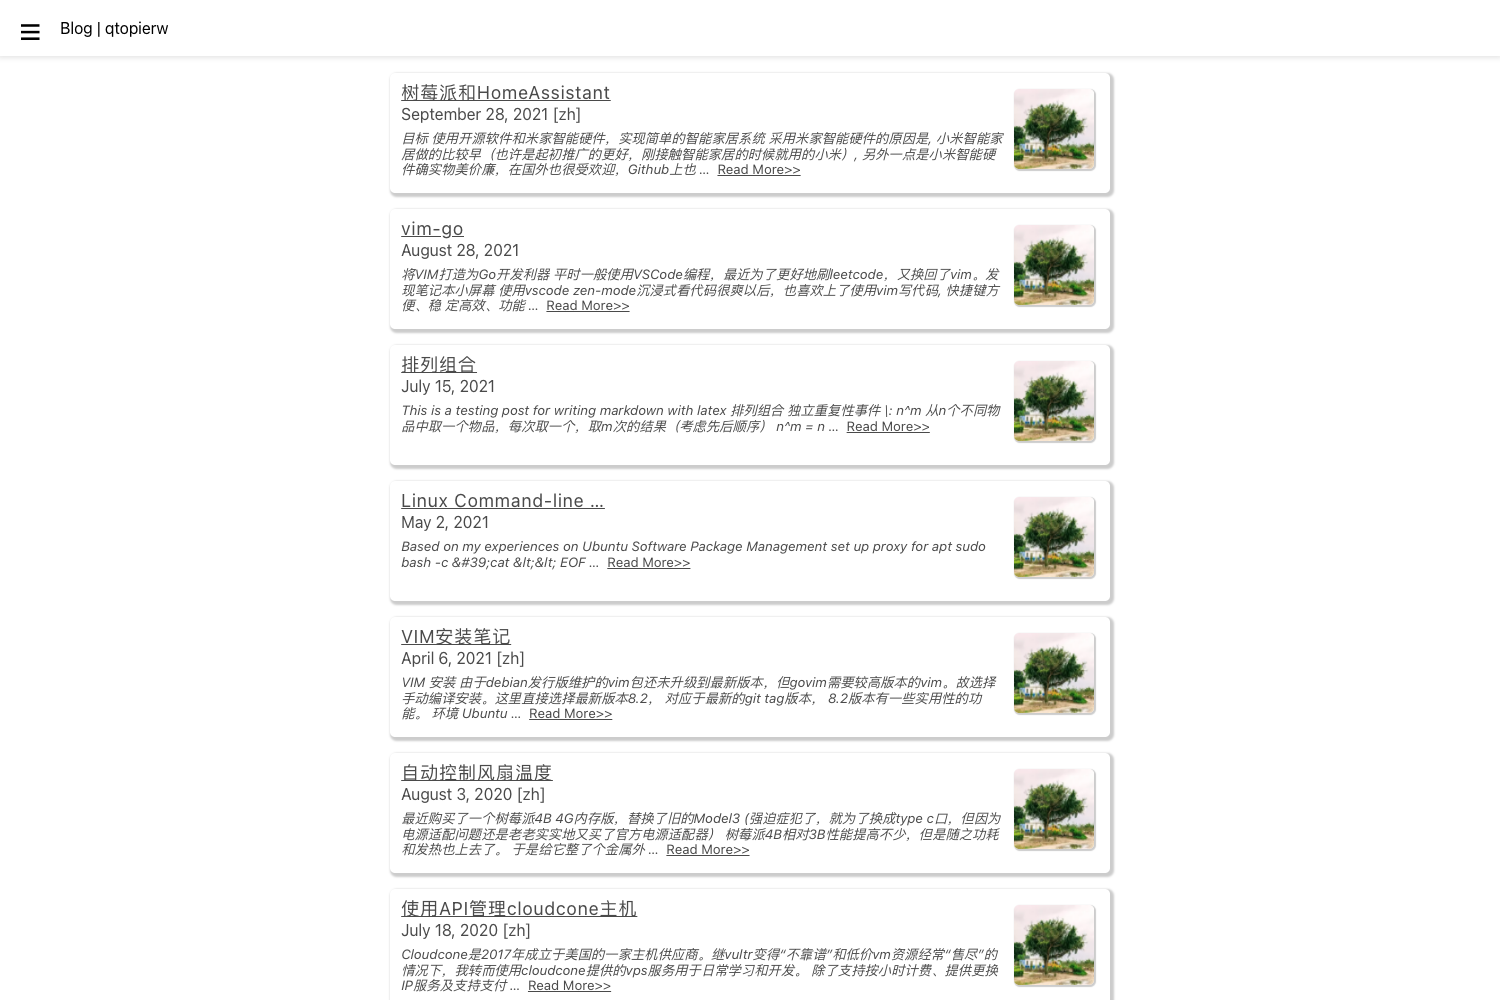 Blog | qtopierw
树莓派和HomeAssistant
September 28, 2021 [zh]
目标 使用开源软件和米家智能硬件，实现简单的智能家居系统 采用米家智能硬件的原因是, 小米智能家
居做的比较早（也许是起初推广的更好，刚接触智能家居的时候就用的小米）, 另外一点是小米智能硬
件确实物美价廉，在国外也很受欢迎，Github上也 ... Read More>>
vim-go
August 28, 2021
将VIM打造为Go开发利器 平时一般使用VSCode编程，最近为了更好地刷leetcode，又换回了vim。发
现笔记本小屏幕 使用vscode zen-mode沉浸式看代码很爽以后，也喜欢上了使用vim写代码, 快捷键方
便、稳 定高效、功能 ... Read More>>
排列组合
July 15, 2021
This is a testing post for writing markdown with latex 排列组合 独立重复性事件 |: n^m 从n个不同物
品中取一个物品，每次取一个，取m次的结果（考虑先后顺序） n^m = n ... Read More>>
Linux Command-line ...
May 2, 2021
Based on my experiences on Ubuntu Software Package Management set up proxy for apt sudo
bash -c &#39;cat &lt;&lt; EOF ... Read More>>
VIM安装笔记
April 6, 2021 [zh]
VIM 安装 由于debian发行版维护的vim包还未升级到最新版本，但govim需要较高版本的vim。故选择
手动编译安装。这里直接选择最新版本8.2， 对应于最新的git tag版本， 8.2版本有一些实用性的功
能。 环境 Ubuntu ... Read More>>
自动控制风扇温度
August 3, 2020 [zh]
最近购买了一个树莓派4B 4G内存版，替换了旧的Model3 (强迫症犯了，就为了换成type c口，但因为
电源适配问题还是老老实实地又买了官方电源适配器） 树莓派4B相对3B性能提高不少，但是随之功耗
和发热也上去了。 于是给它整了个金属外 ... Read More>>
使用API管理cloudcone主机
July 18, 2020 [zh]
Cloudcone是2017年成立于美国的一家主机供应商。继vultr变得“不靠谱”和低价vm资源经常“售尽”的
情况下，我转而使用cloudcone提供的vps服务用于日常学习和开发。 除了支持按小时计费、提供更换
IP服务及支持支付 ... Read More>>